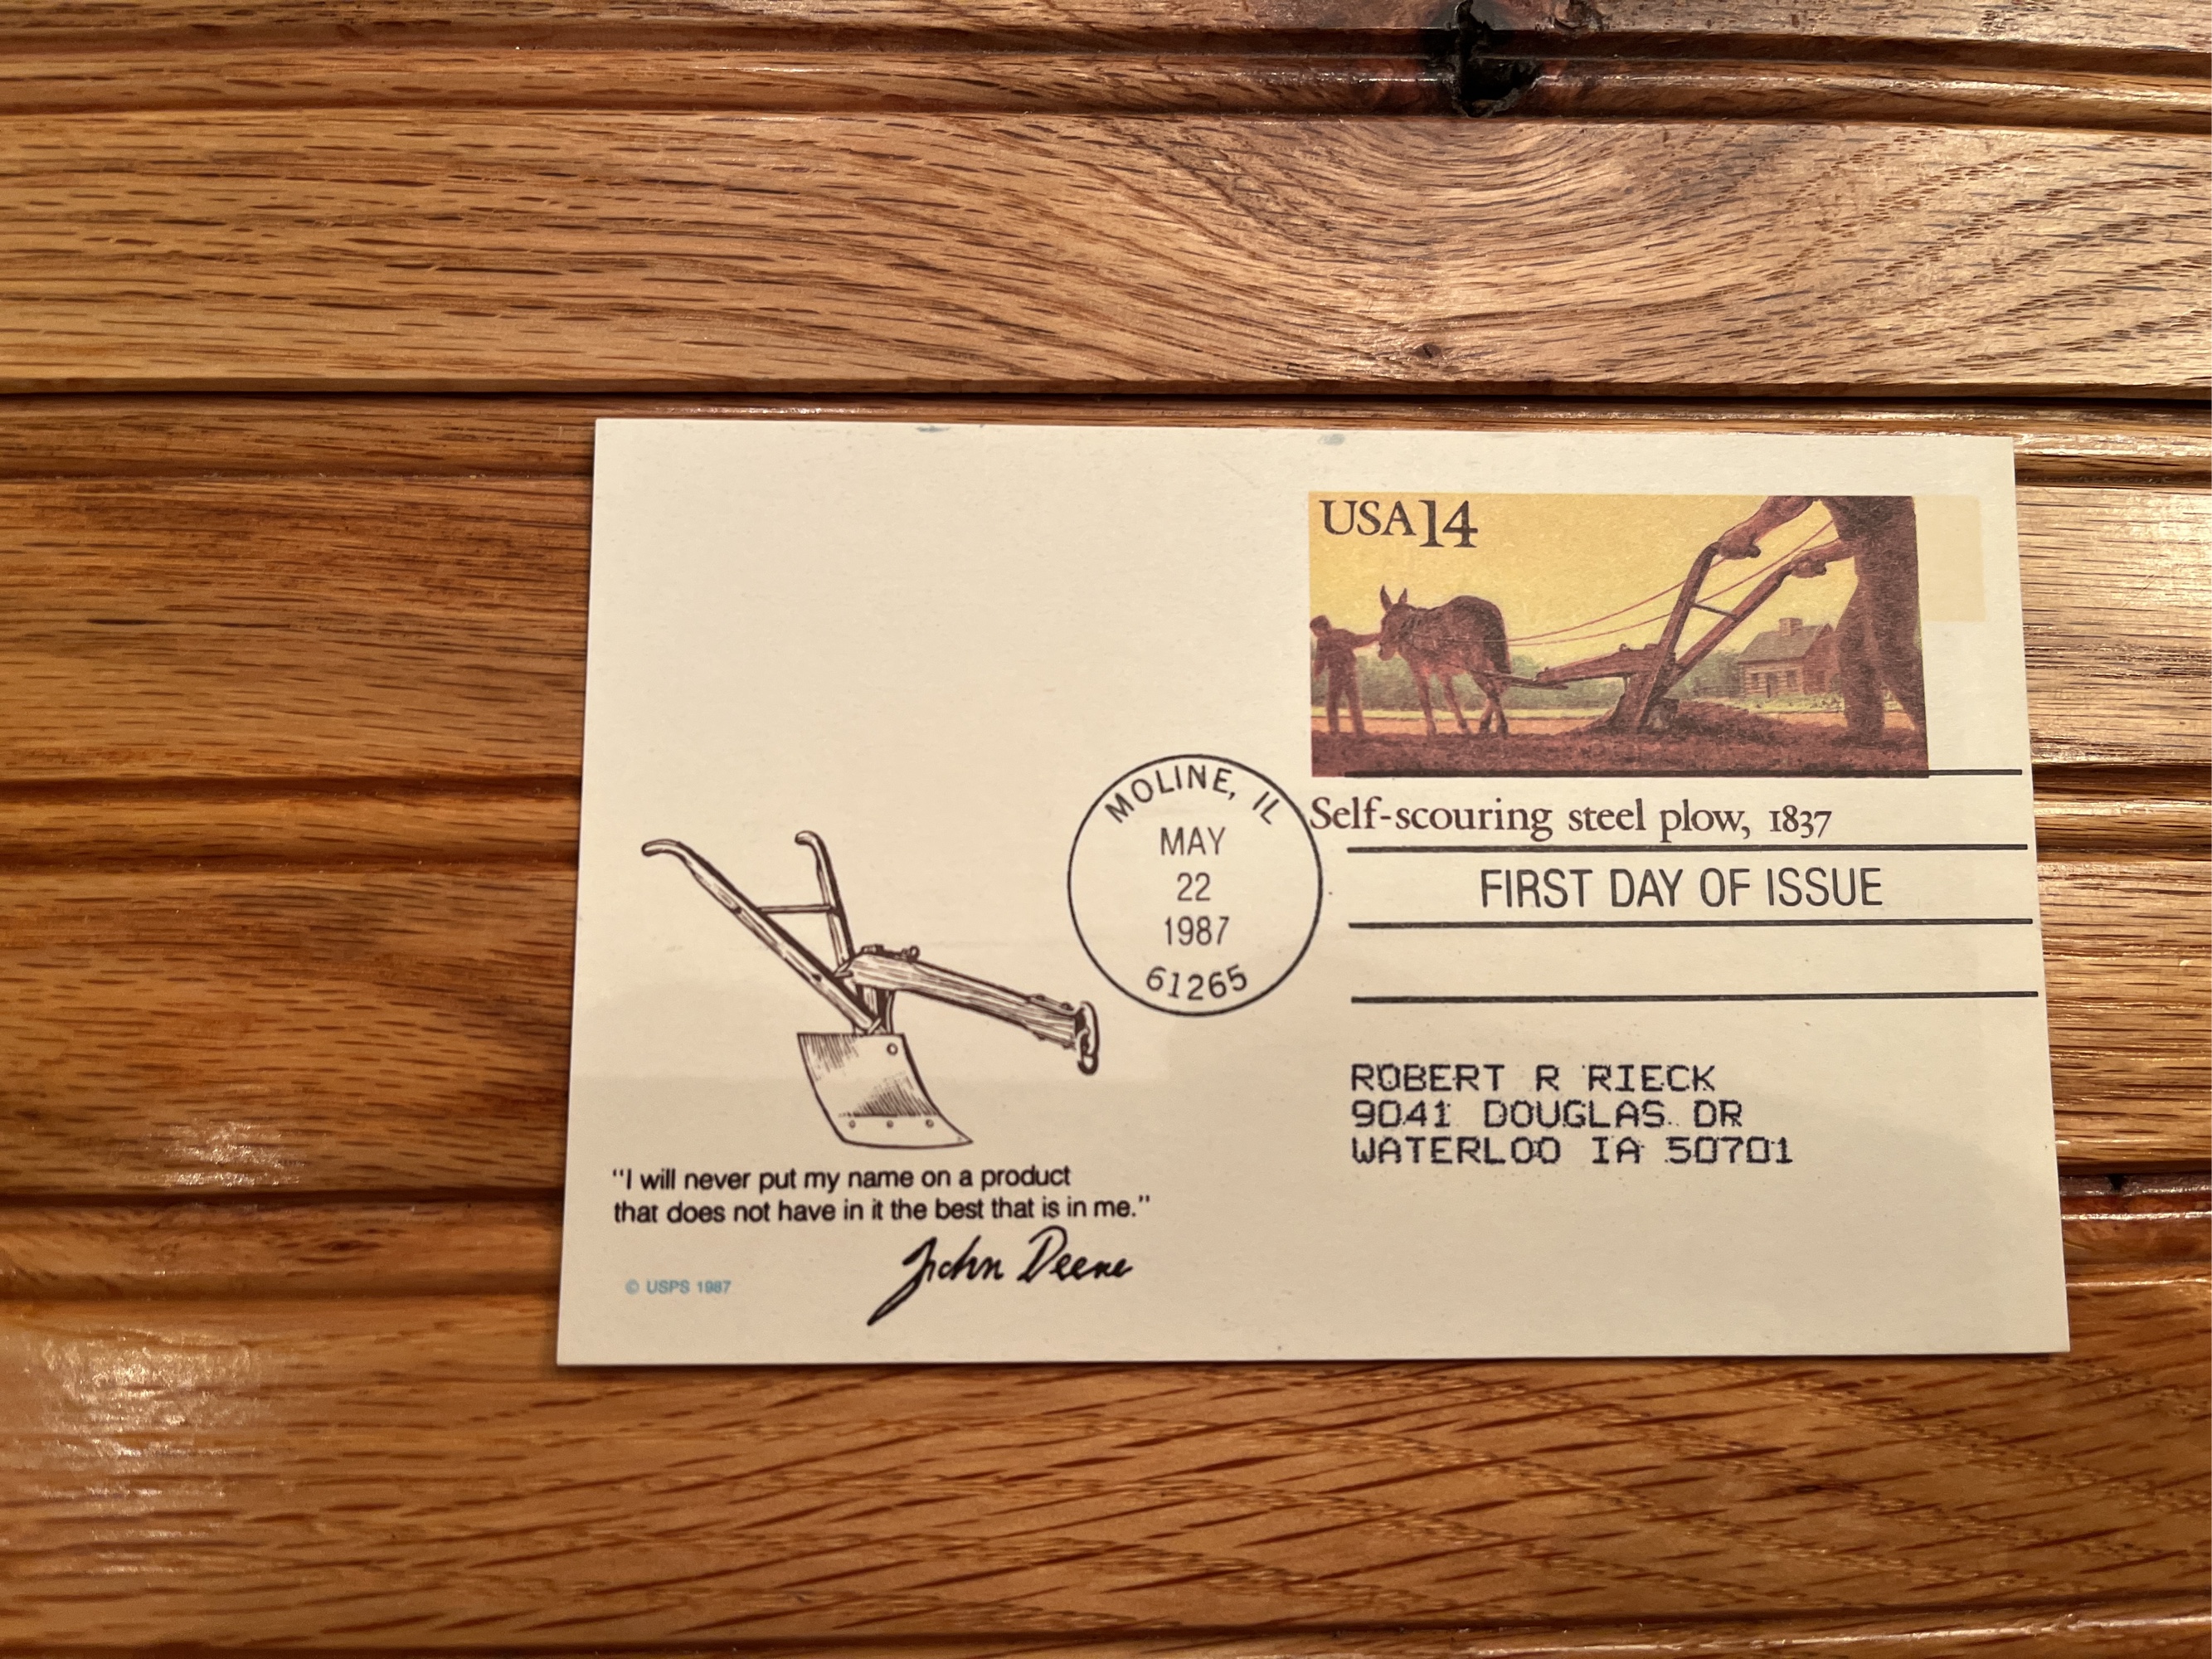 USA 14
Self-scouring steel plow, 1837
MOLINE, IL
MAY
22
1987
61265
FIRST DAY OF ISSUE
ROBERT R RIECK
9041 DOUGLAS DR
WATERLOO IA 50701
"I will never put my name on a product
that does not have in it the best that is in me."
John Deere
© USPS 1987